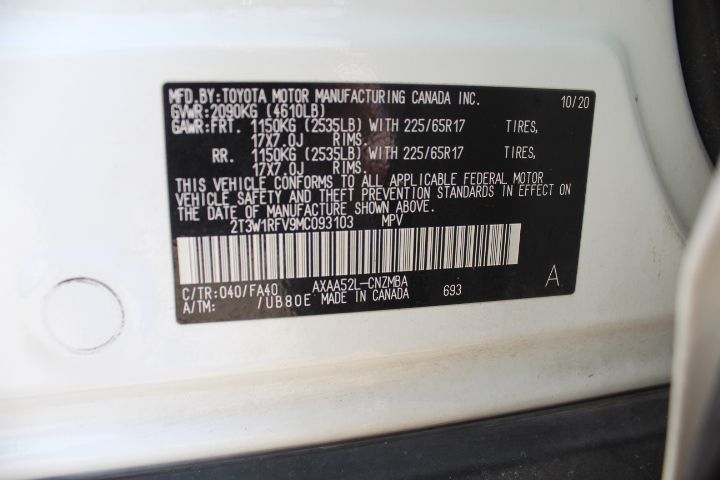 MFD.BY:TOYOTA MOTOR MANUFACTURING CANADA INC. 10/20
GVWR:2090KG (4610LB)
GAWR:FRT. 1150KG (2535LB) WITH 225/65R17 TIRES,
17X7.0J RIMS.
RR. 1150KG (2535LB) WITH 225/65R17 TIRES,
17X7.0J RIMS.
THIS VEHICLE CONFORMS TO ALL APPLICABLE FEDERAL MOTOR
VEHICLE SAFETY AND THEFT PREVENTION STANDARDS IN EFFECT ON
THE DATE OF MANUFACTURE SHOWN ABOVE.
2T3W1RFV9MC093103 MPV
C/TR:040/FA40 AXAA52L-CNZMBA 693 A
A/TM: /UB80E MADE IN CANADA